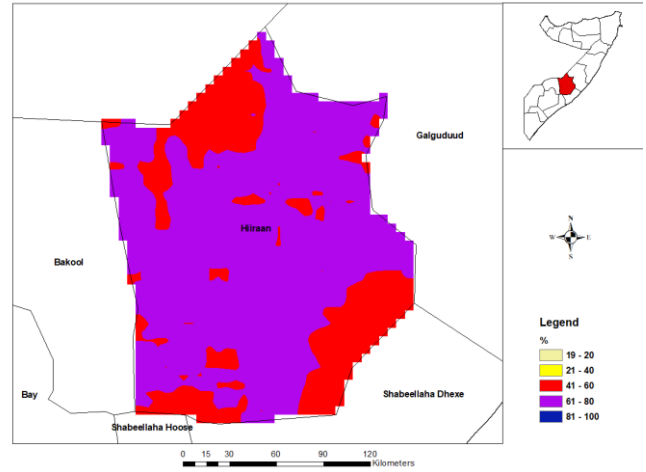 Galguduud
Hiiraan
Bakool
N
W E
S
Legend
%
19 - 20
21 - 40
41 - 60
61 - 80
81 - 100
Bay
Shabeellaha Dhexe
Shabeellaha Hoose
0 15 30 60 90 120
Kilometers